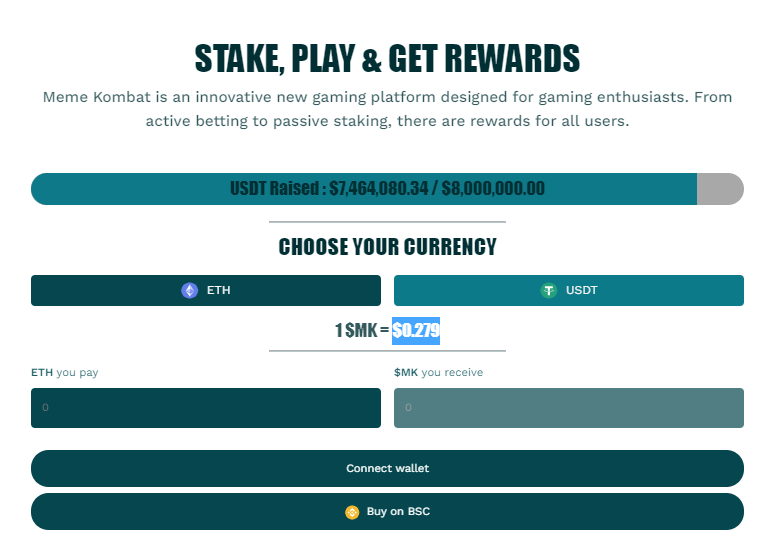 STAKE, PLAY & GET REWARDS
Meme Kombat is an innovative new gaming platform designed for gaming enthusiasts. From
active betting to passive staking, there are rewards for all users.
USDT Raised : $7,464,080.34 / $8,000,000.00
CHOOSE YOUR CURRENCY
ETH
USDT
1 $MK = $0.279
ETH you pay
$MK you receive
0
0
Connect wallet
Buy on BSC